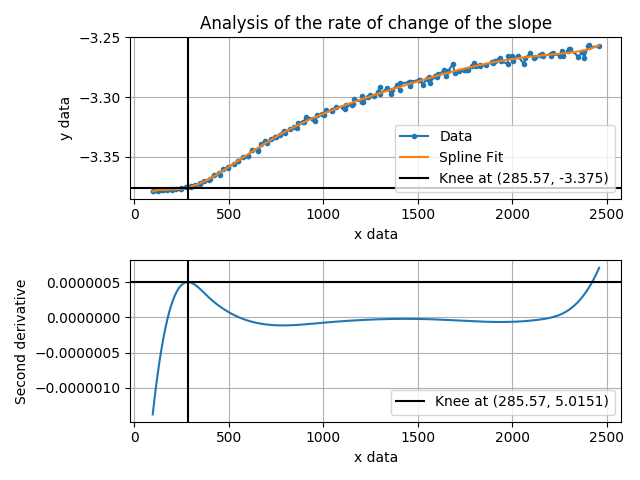 Analysis of the rate of change of the slope
−3.25
−3.30
−3.35
y data
Data
Spline Fit
Knee at (285.57, -3.375)
0 500 1000 1500 2000 2500
x data
0.0000005
0.0000000
−0.0000005
−0.0000010
Second derivative
Knee at (285.57, 5.0151)
0 500 1000 1500 2000 2500
x data